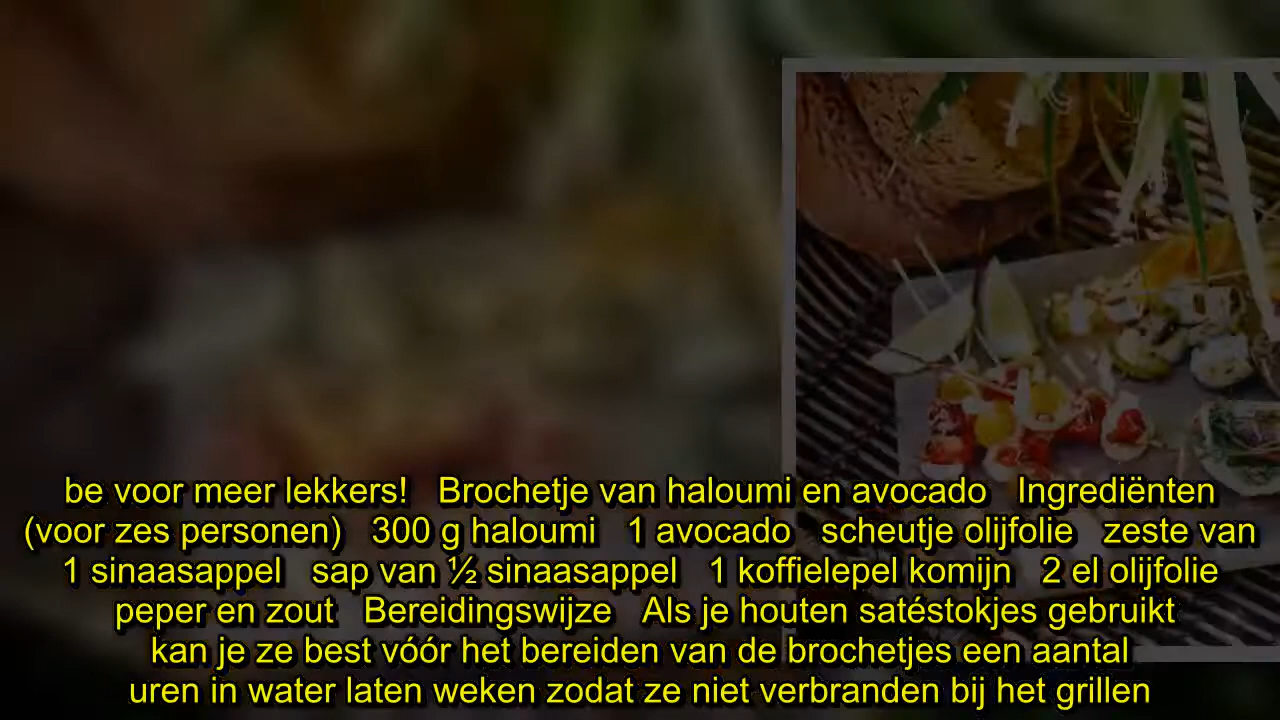 be voor meer lekkers!   Brochetje van haloumi en avocado   Ingrediënten
(voor zes personen)   300 g haloumi   1 avocado   scheutje olijfolie   zeste van
1 sinaasappel   sap van ½ sinaasappel   1 koffielepel komijn   2 el olijfolie
peper en zout   Bereidingswijze   Als je houten satéstokjes gebruikt
kan je ze best vóór het bereiden van de brochetjes een aantal
uren in water laten weken zodat ze niet verbranden bij het grillen